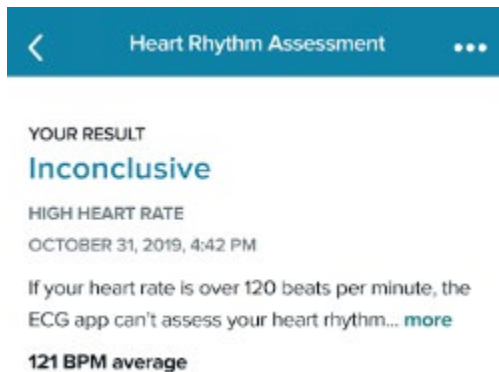 Heart Rhythm Assessment
YOUR RESULT
Inconclusive
HIGH HEART RATE
OCTOBER 31, 2019, 4:42 PM
If your heart rate is over 120 beats per minute, the
ECG app can't assess your heart rhythm... more
121 BPM average